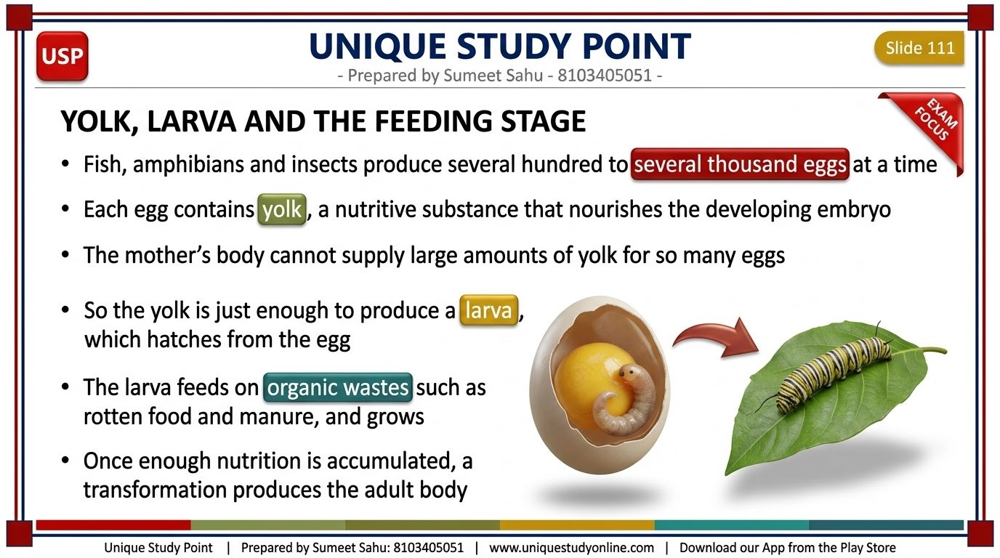 USP
UNIQUE STUDY POINT
- Prepared by Sumeet Sahu - 8103405051 -
Slide 111
EXAM
FOCUS
YOLK, LARVA AND THE FEEDING STAGE
• Fish, amphibians and insects produce several hundred to several thousand eggs at a time
• Each egg contains yolk, a nutritive substance that nourishes the developing embryo
• The mother’s body cannot supply large amounts of yolk for so many eggs
• So the yolk is just enough to produce a larva,
which hatches from the egg
• The larva feeds on organic wastes such as
rotten food and manure, and grows
• Once enough nutrition is accumulated, a
transformation produces the adult body
Unique Study Point | Prepared by Sumeet Sahu: 8103405051 | www.uniquestudyonline.com | Download our App from the Play Store